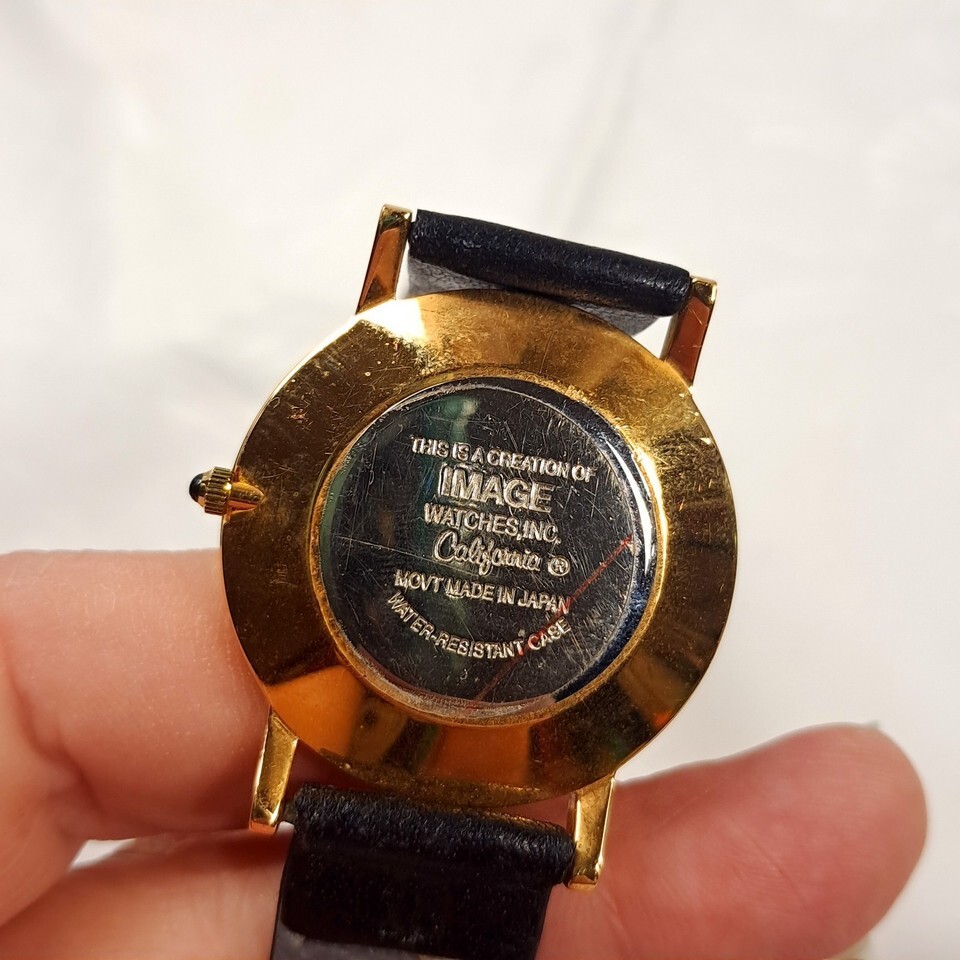 THIS IS A CREATION OF
IMAGE
WATCHES, INC.
California ®
MOVT MADE IN JAPAN
WATER-RESISTANT CASE